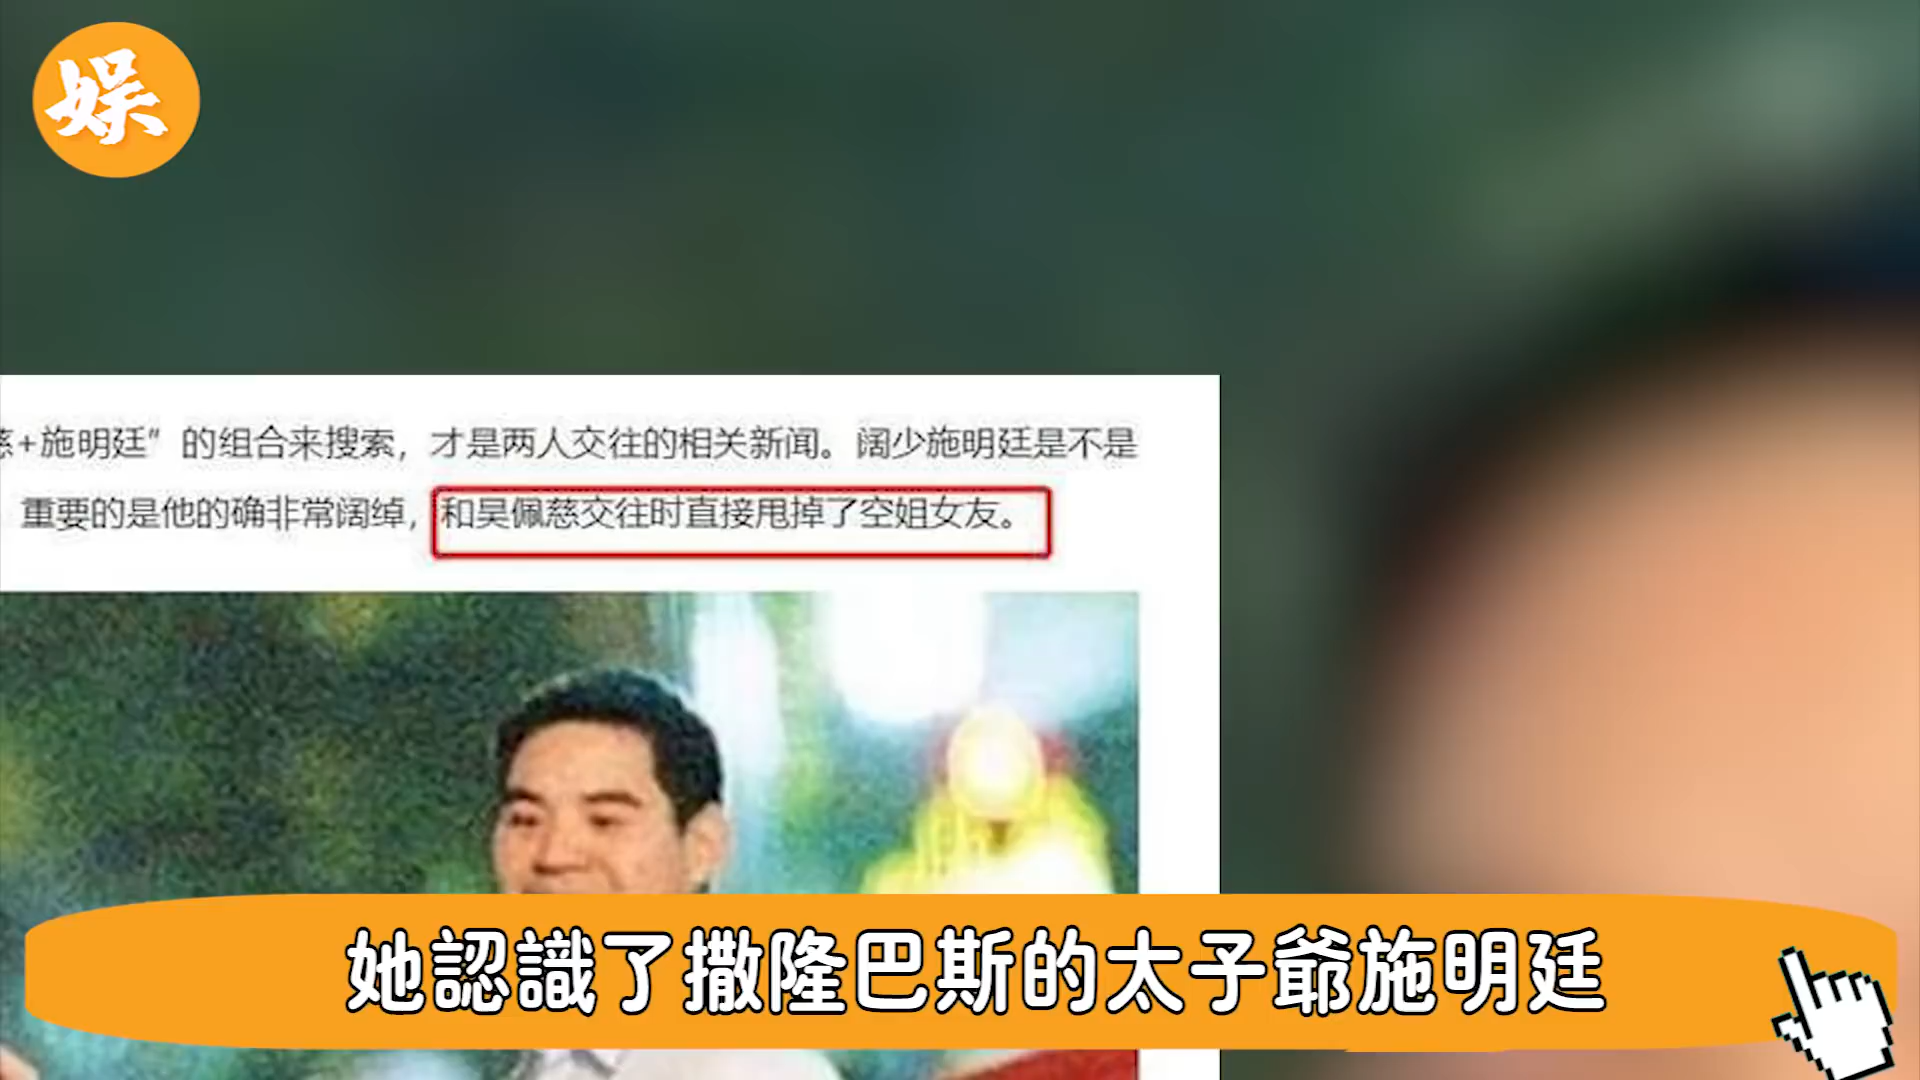 娱
慈+施明廷”的组合来搜索，才是两人交往的相关新闻。阔少施明廷是不是
重要的是他的确非常阔绰，和吴佩慈交往时直接甩掉了空姐女友。
她認識了撒隆巴斯的太子爺施明廷